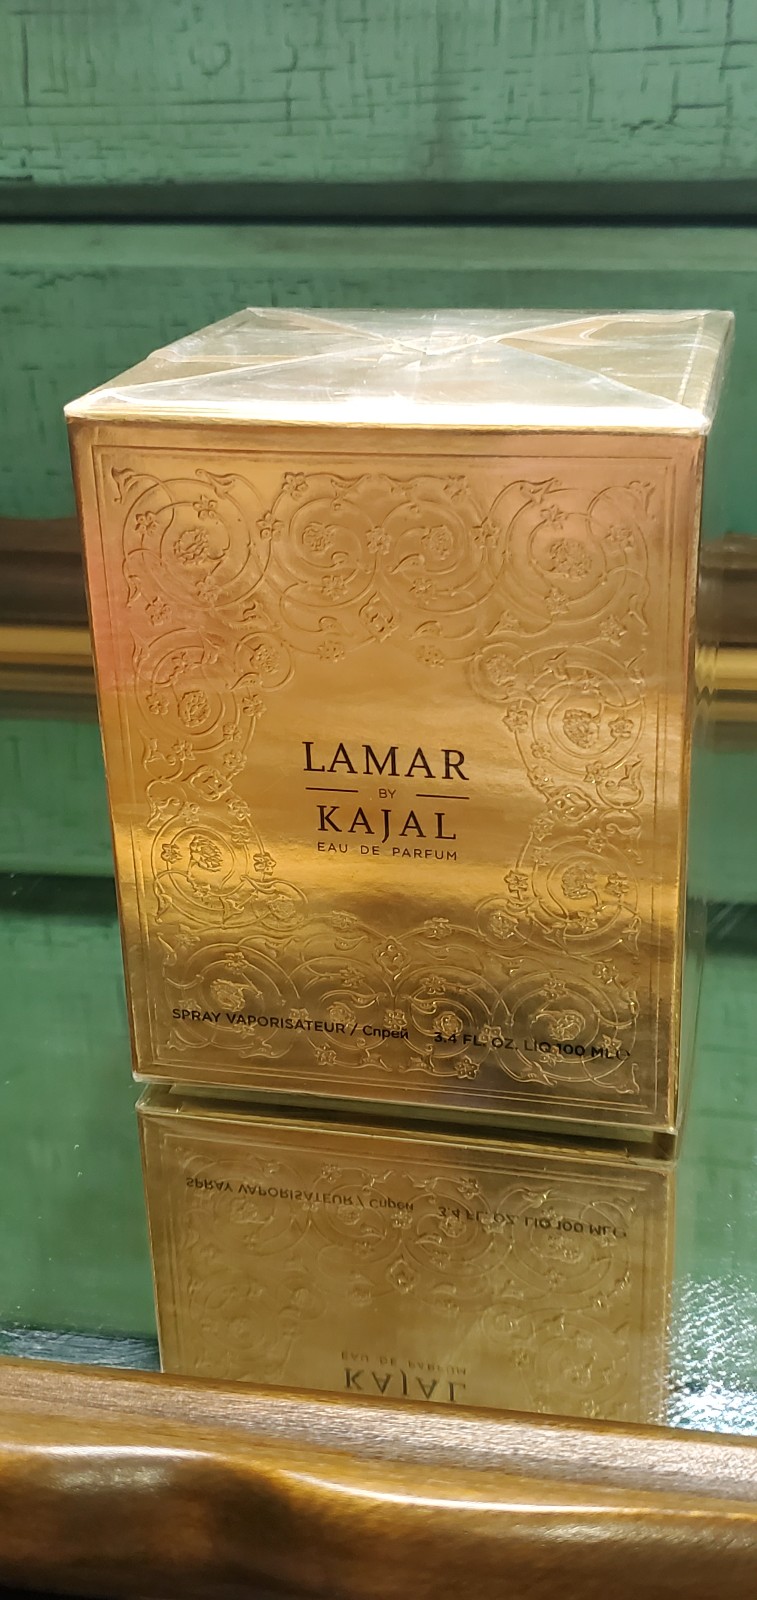 LAMAR
BY
KAJAL
EAU DE PARFUM
SPRAY VAPORISATEUR / Спрей 3.4 FL. OZ. LIQ 100 ML